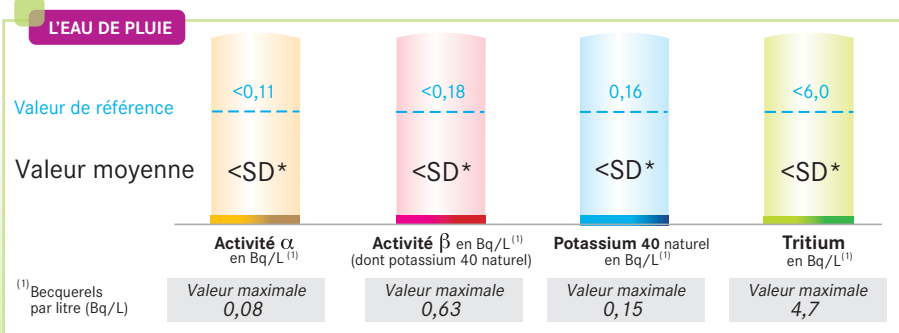 L'EAU DE PLUIE
Valeur de référence <0,11 <0,18 0,16 <6,0
Valeur moyenne <SD* <SD* <SD* <SD*
Activité α Activité β en Bq/L(1) Potassium 40 naturel Tritium
en Bq/L(1) (dont potassium 40 naturel) en Bq/L(1) en Bq/L(1)
(1) Becquerels Valeur maximale Valeur maximale Valeur maximale Valeur maximale
par litre (Bq/L) 0,08 0,63 0,15 4,7